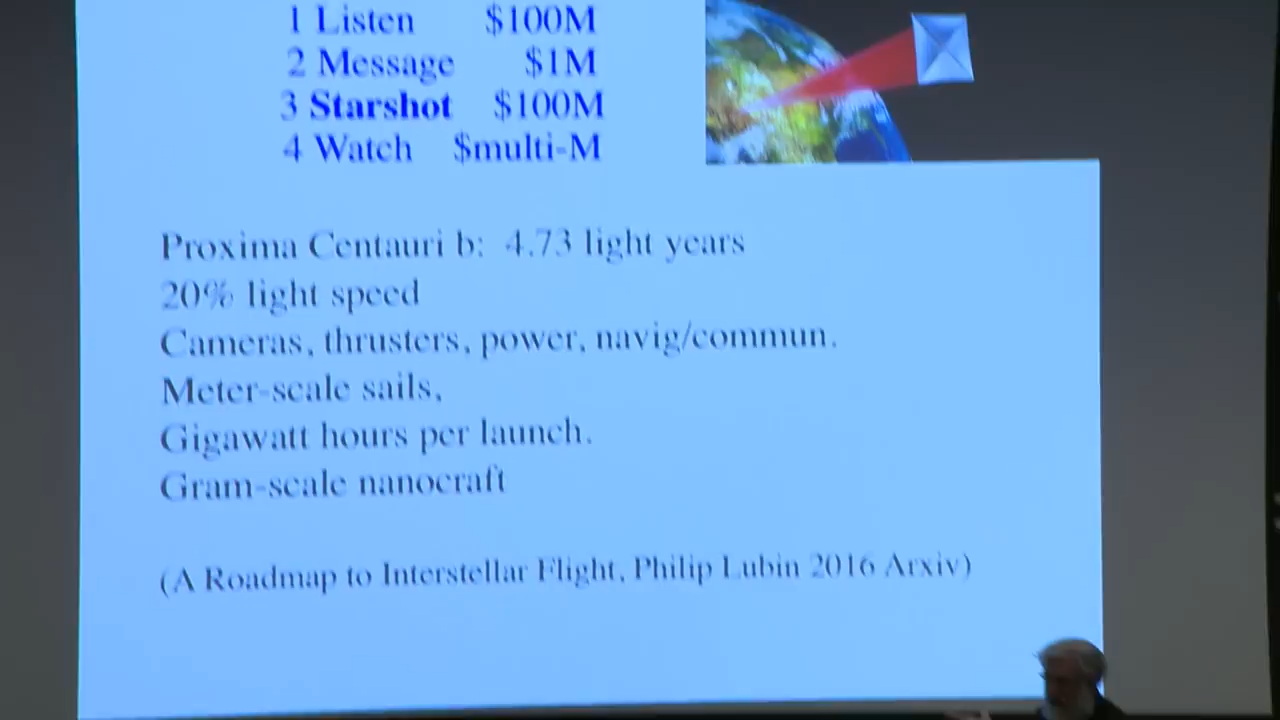 1 Listen $100M
2 Message $1M
3 Starshot $100M
4 Watch $multi-M
Proxima Centauri b: 4.73 light years
20% light speed
Cameras, thrusters, power, navig/commun.
Meter-scale sails,
Gigawatt hours per launch.
Gram-scale nanocraft
(A Roadmap to Interstellar Flight, Philip Lubin 2016 Arxiv)